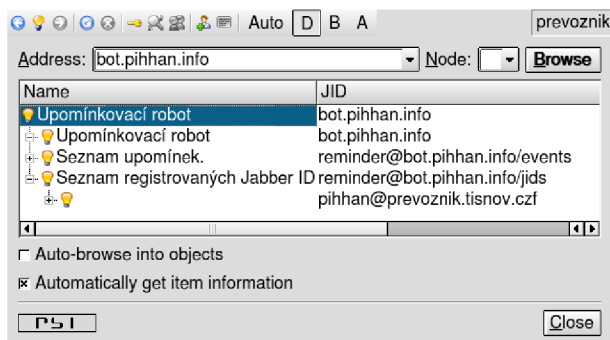 Auto D B A prevoznik
Address: bot.pihhan.info Node: Browse
Name JID
Upomínkovací robot bot.pihhan.info
Upomínkovací robot bot.pihhan.info
Seznam upomínek. reminder@bot.pihhan.info/events
Seznam registrovaných Jabber ID reminder@bot.pihhan.info/jids
pihhan@prevoznik.tisnov.czf
Auto-browse into objects
Automatically get item information
PSI Close